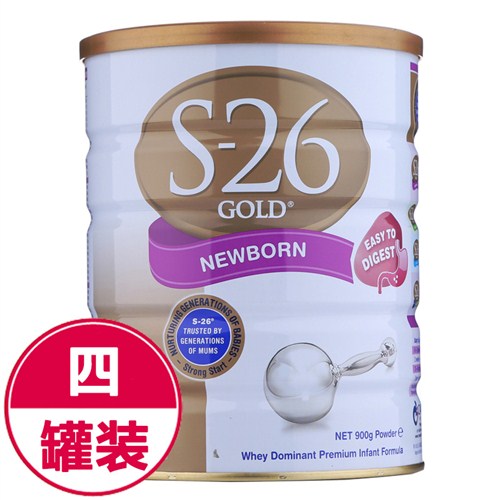 S-26
GOLD®
NEWBORN
EASY TO
DIGEST
NURTURING GENERATIONS OF BABIES
S-26®
TRUSTED BY
GENERATIONS
OF MUMS
Strong Start
四
罐装
NET 900g Powder ℮
Whey Dominant Premium Infant Formula